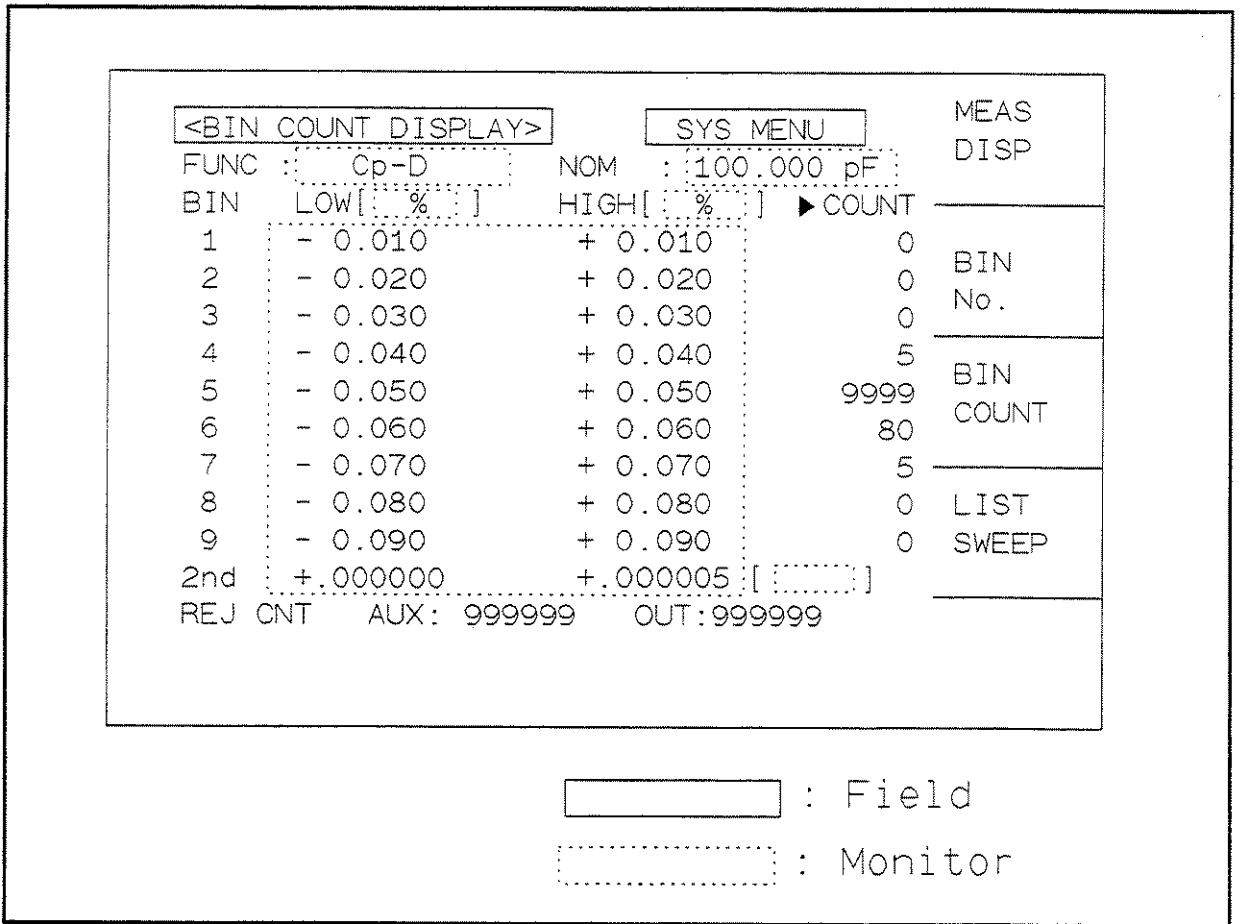 <BIN COUNT DISPLAY> SYS MENU
FUNC : Cp-D NOM : 100.000 pF
BIN LOW[ % ] HIGH[ % ] ▶COUNT
1 - 0.010 + 0.010 0
2 - 0.020 + 0.020 0
3 - 0.030 + 0.030 0
4 - 0.040 + 0.040 5
5 - 0.050 + 0.050 9999
6 - 0.060 + 0.060 80
7 - 0.070 + 0.070 5
8 - 0.080 + 0.080 0
9 - 0.090 + 0.090 0
2nd +.000000 +.000005 [ ]
REJ CNT AUX: 999999 OUT:999999
MEAS
DISP
BIN
No.
BIN
COUNT
LIST
SWEEP
: Field
: Monitor